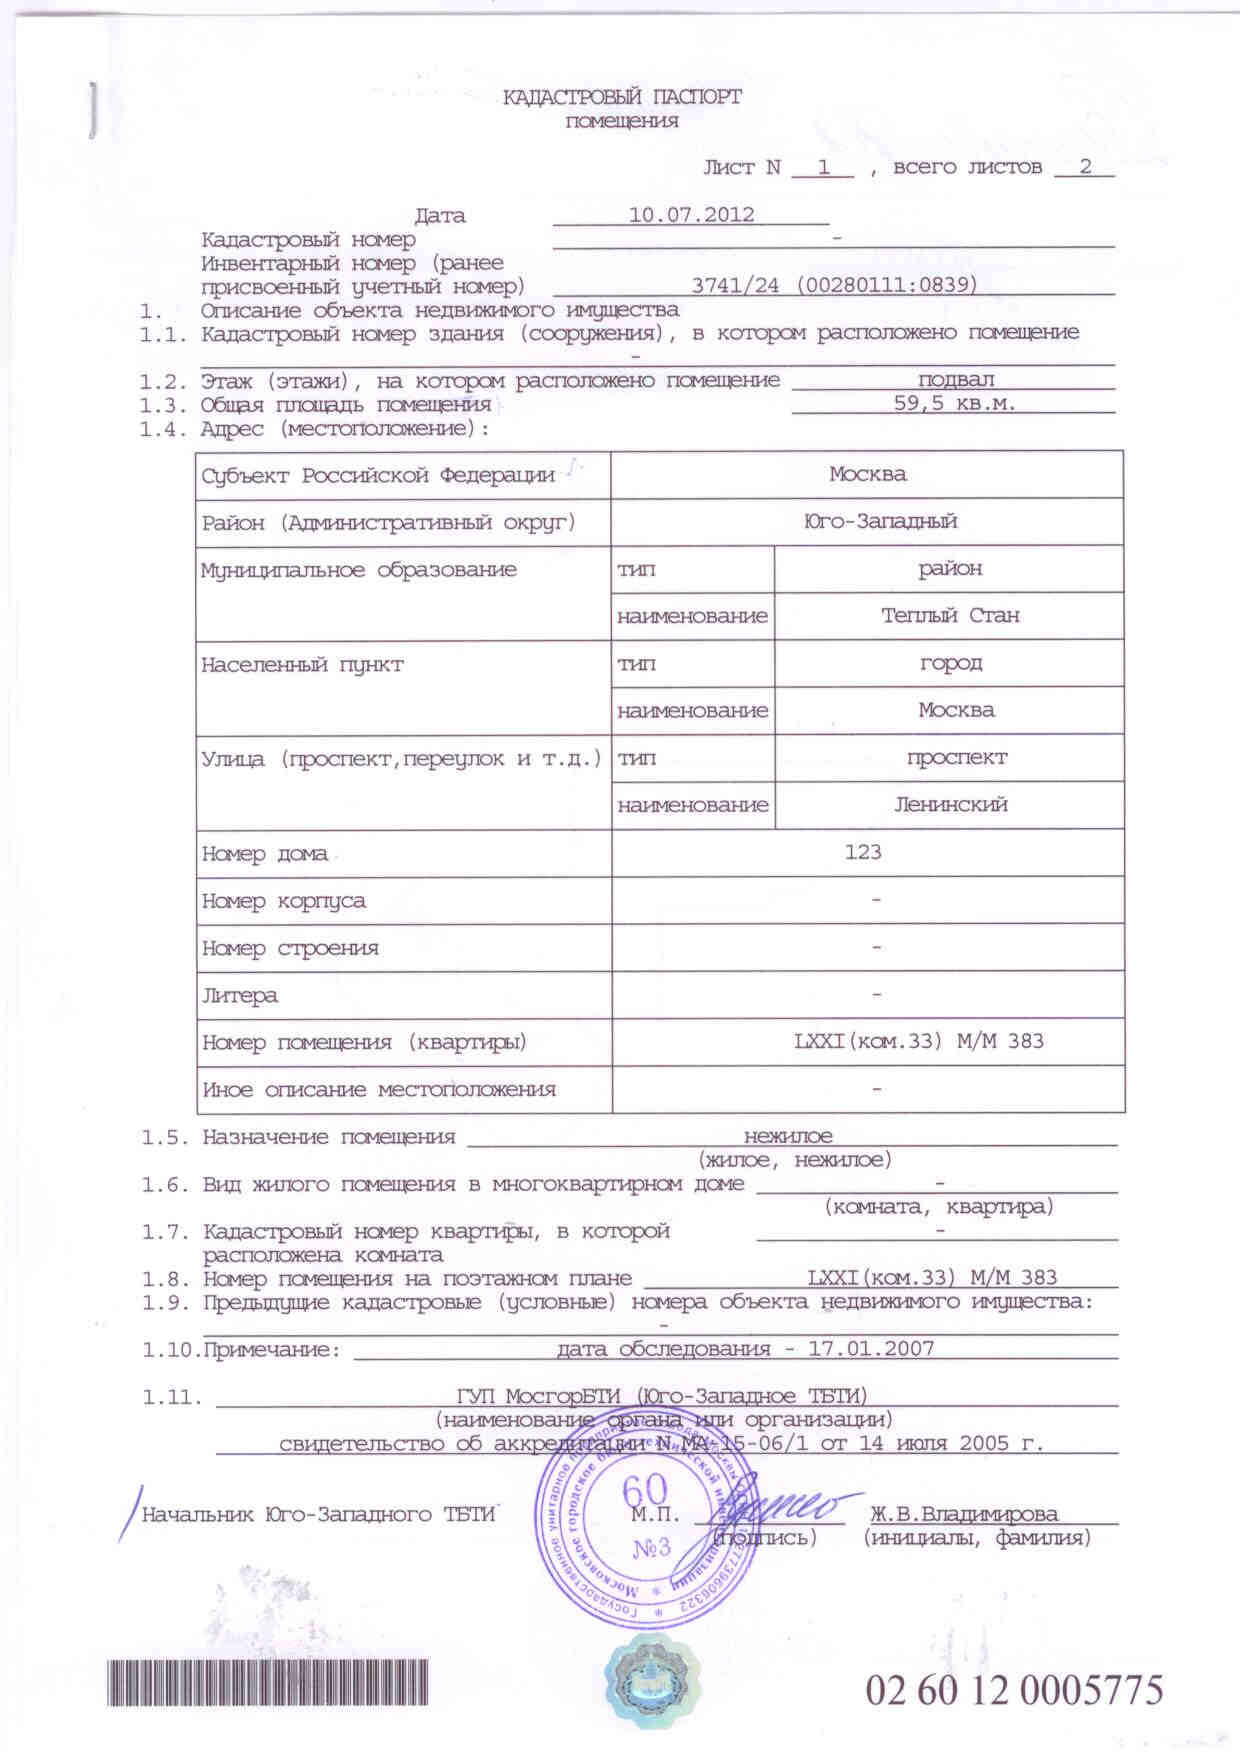 КАДАСТРОВЫЙ ПАСПОРТ
помещения
Лист N 1 , всего листов 2
Дата 10.07.2012
Кадастровый номер -
Инвентарный номер (ранее
присвоенный учетный номер) 3741/24 (00280111:0839)
1. Описание объекта недвижимого имущества
1.1. Кадастровый номер здания (сооружения), в котором расположено помещение
-
1.2. Этаж (этажи), на котором расположено помещение подвал
1.3. Общая площадь помещения 59,5 кв.м.
1.4. Адрес (местоположение):
Субъект Российской Федерации Москва
Район (Административный округ) Юго-Западный
Муниципальное образование тип район
наименование Теплый Стан
Населенный пункт тип город
наименование Москва
Улица (проспект,переулок и т.д.) тип проспект
наименование Ленинский
Номер дома 123
Номер корпуса -
Номер строения -
Литера -
Номер помещения (квартиры) LXXI(ком.33) М/М 383
Иное описание местоположения -
1.5. Назначение помещения нежилое
(жилое, нежилое)
1.6. Вид жилого помещения в многоквартирном доме -
(комната, квартира)
1.7. Кадастровый номер квартиры, в которой -
расположена комната
1.8. Номер помещения на поэтажном плане LXXI(ком.33) М/М 383
1.9. Предыдущие кадастровые (условные) номера объекта недвижимого имущества:
-
1.10.Примечание: дата обследования - 17.01.2007
1.11. ГУП МосгорБТИ (Юго-Западное ТБТИ)
(наименование органа или организации)
свидетельство об аккредитации N МА 15-06/1 от 14 июля 2005 г.
Начальник Юго-Западного ТБТИ М.П. Ж.В.Владимирова
(подпись) (инициалы, фамилия)
Государственное унитарное предприятие города Москвы
Московское городское бюро технической инвентаризации
60
№3
02 60 12 0005775